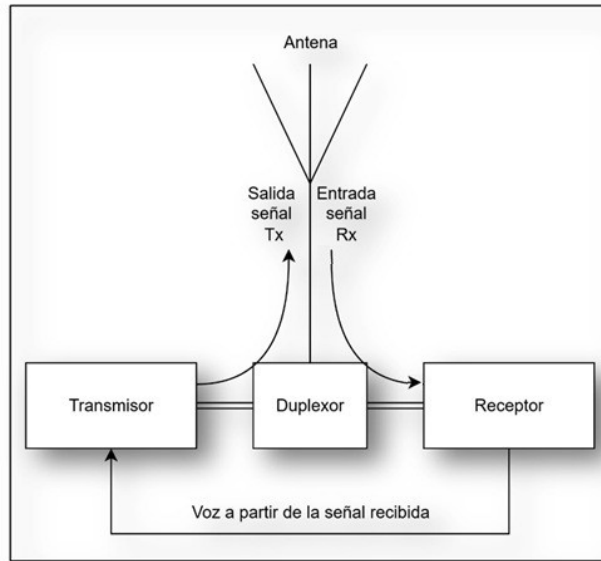 Antena
Salida
señal
Tx
Entrada
señal
Rx
Transmisor
Duplexor
Receptor
Voz a partir de la señal recibida